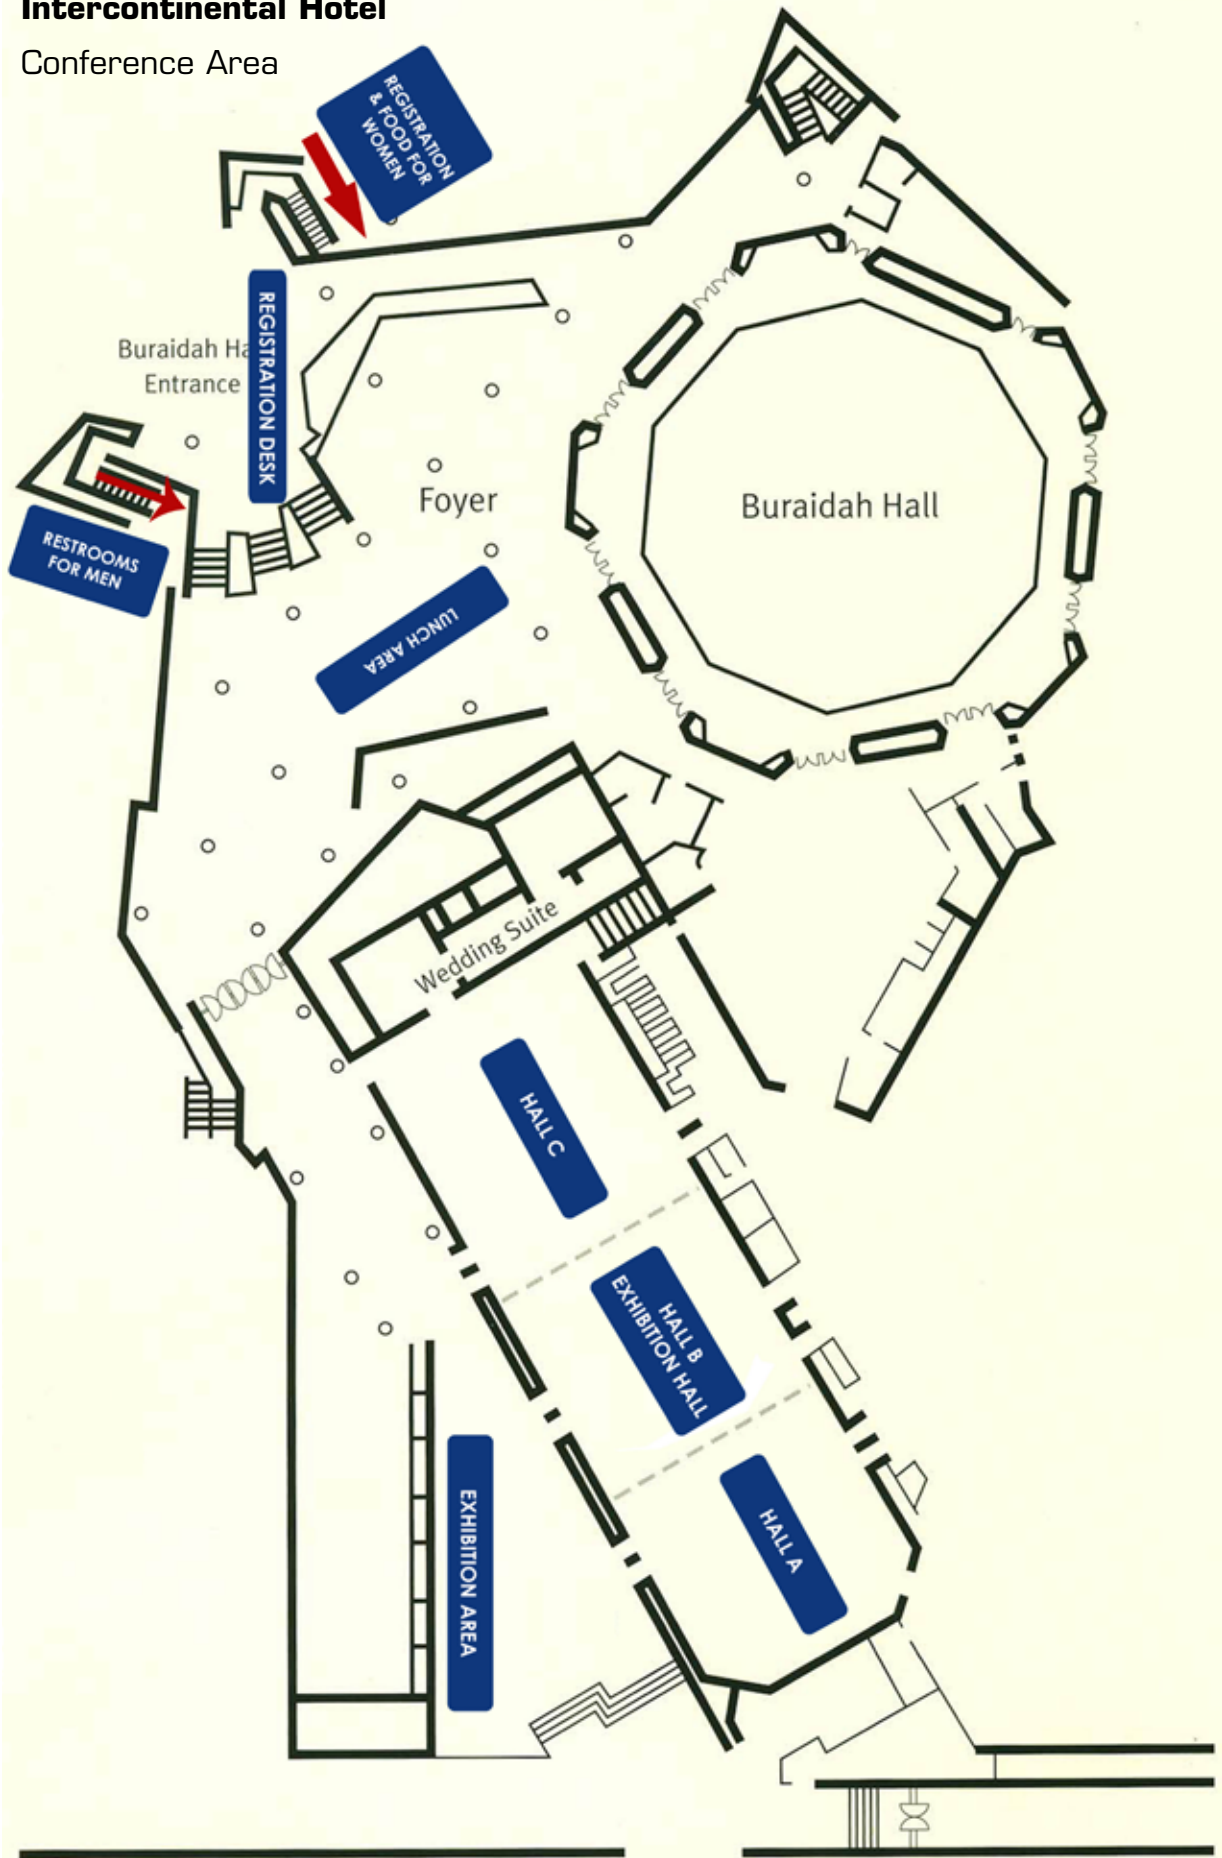 Intercontinental Hotel
Conference Area
REGISTRATION
& FOOD FOR
WOMEN
REGISTRATION DESK
Buraidah Ha
Entrance
RESTROOMS
FOR MEN
Foyer
Buraidah Hall
LUNCH AREA
Wedding Suite
HALL C
HALL B
EXHIBITION HALL
HALL A
EXHIBITION AREA